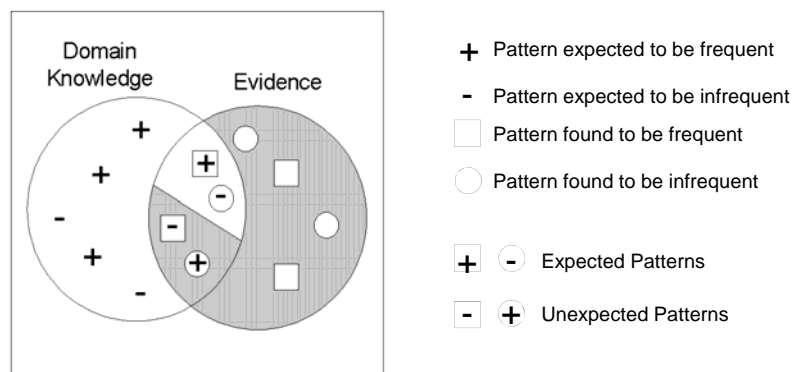 Domain
Knowledge
Evidence
+ Pattern expected to be frequent
- Pattern expected to be infrequent
Pattern found to be frequent
Pattern found to be infrequent
+ - Expected Patterns
- + Unexpected Patterns